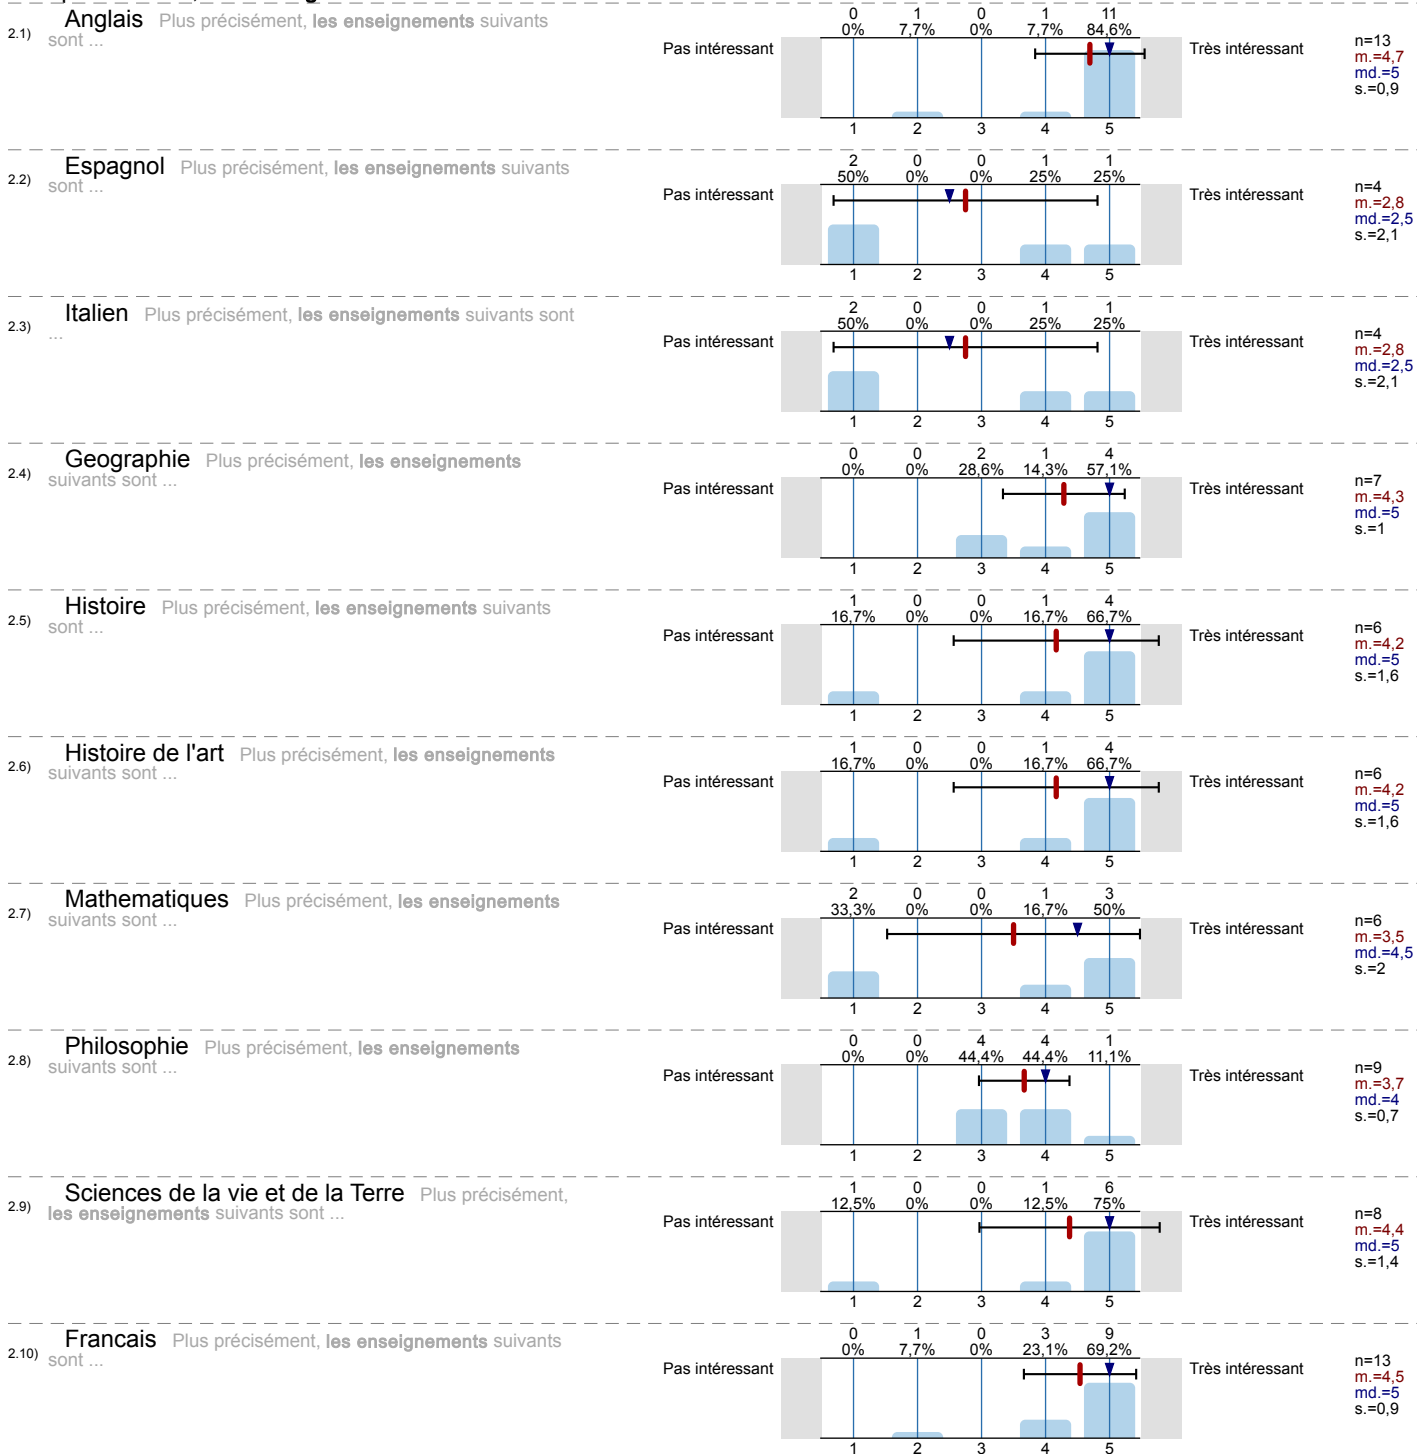 2.1) Anglais Plus précisément, les enseignements suivants
sont ...
0 1 0 1 11
0% 7,7% 0% 7,7% 84,6%
Pas intéressant Très intéressant
n=13
m.=4,7
md.=5
s.=0,9
1 2 3 4 5
2.2) Espagnol Plus précisément, les enseignements suivants
sont ...
2 0 0 1 1
50% 0% 0% 25% 25%
Pas intéressant Très intéressant
n=4
m.=2,8
md.=2,5
s.=2,1
1 2 3 4 5
2.3) Italien Plus précisément, les enseignements suivants sont
...
2 0 0 1 1
50% 0% 0% 25% 25%
Pas intéressant Très intéressant
n=4
m.=2,8
md.=2,5
s.=2,1
1 2 3 4 5
2.4) Geographie Plus précisément, les enseignements
suivants sont ...
0 0 2 1 4
0% 0% 28,6% 14,3% 57,1%
Pas intéressant Très intéressant
n=7
m.=4,3
md.=5
s.=1
1 2 3 4 5
2.5) Histoire Plus précisément, les enseignements suivants
sont ...
1 0 0 1 4
16,7% 0% 0% 16,7% 66,7%
Pas intéressant Très intéressant
n=6
m.=4,2
md.=5
s.=1,6
1 2 3 4 5
2.6) Histoire de l'art Plus précisément, les enseignements
suivants sont ...
1 0 0 1 4
16,7% 0% 0% 16,7% 66,7%
Pas intéressant Très intéressant
n=6
m.=4,2
md.=5
s.=1,6
1 2 3 4 5
2.7) Mathematiques Plus précisément, les enseignements
suivants sont ...
2 0 0 1 3
33,3% 0% 0% 16,7% 50%
Pas intéressant Très intéressant
n=6
m.=3,5
md.=4,5
s.=2
1 2 3 4 5
2.8) Philosophie Plus précisément, les enseignements
suivants sont ...
0 0 4 4 1
0% 0% 44,4% 44,4% 11,1%
Pas intéressant Très intéressant
n=9
m.=3,7
md.=4
s.=0,7
1 2 3 4 5
2.9) Sciences de la vie et de la Terre Plus précisément,
les enseignements suivants sont ...
1 0 0 1 6
12,5% 0% 0% 12,5% 75%
Pas intéressant Très intéressant
n=8
m.=4,4
md.=5
s.=1,4
1 2 3 4 5
2.10) Francais Plus précisément, les enseignements suivants
sont ...
0 1 0 3 9
0% 7,7% 0% 23,1% 69,2%
Pas intéressant Très intéressant
n=13
m.=4,5
md.=5
s.=0,9
1 2 3 4 5